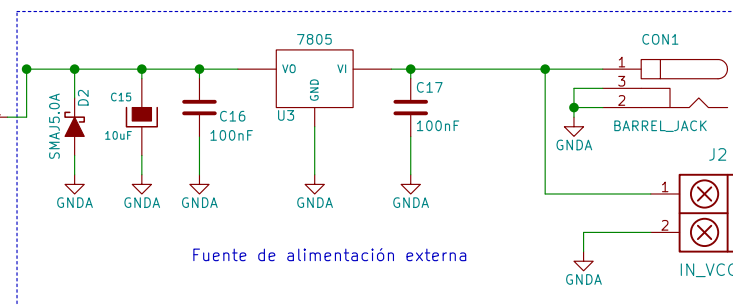 7805
CON1
VO
VI
GND
U3
1
3
2
BARREL_JACK
GNDA
SMAJ5.0A
D2
C15
10uF
C16
100nF
C17
100nF
GNDA
GNDA
GNDA
GNDA
GNDA
J2
1
2
IN_VCC
GNDA
Fuente de alimentación externa